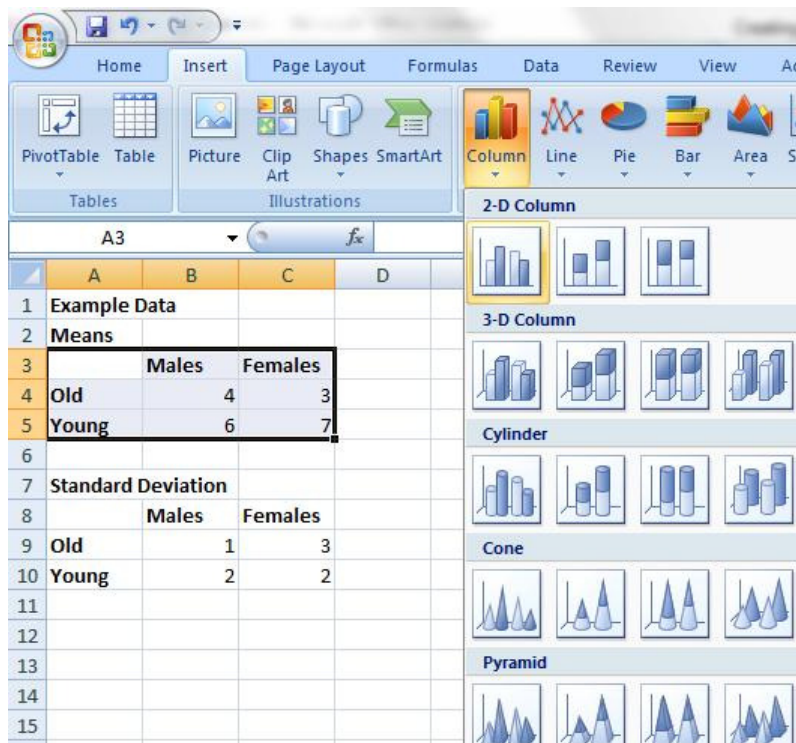 Home Insert Page Layout Formulas Data Review View
PivotTable Table Picture Clip Art Shapes SmartArt Column Line Pie Bar Area
Tables Illustrations
A3 fx
A B C D
1 Example Data
2 Means
3 Males Females
4 Old 4 3
5 Young 6 7
6
7 Standard Deviation
8 Males Females
9 Old 1 3
10 Young 2 2
11
12
13
14
15
2-D Column
3-D Column
Cylinder
Cone
Pyramid